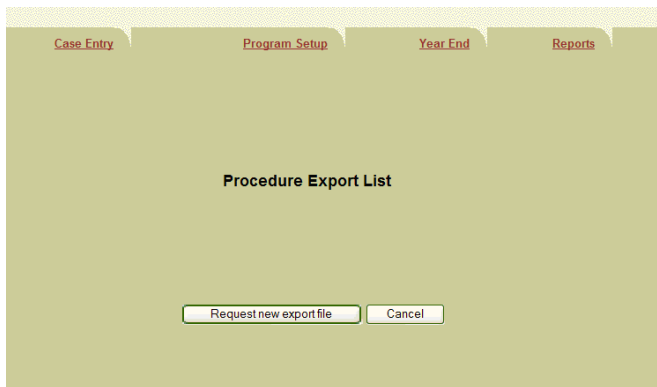 Case Entry Program Setup Year End Reports
Procedure Export List
Request new export file Cancel